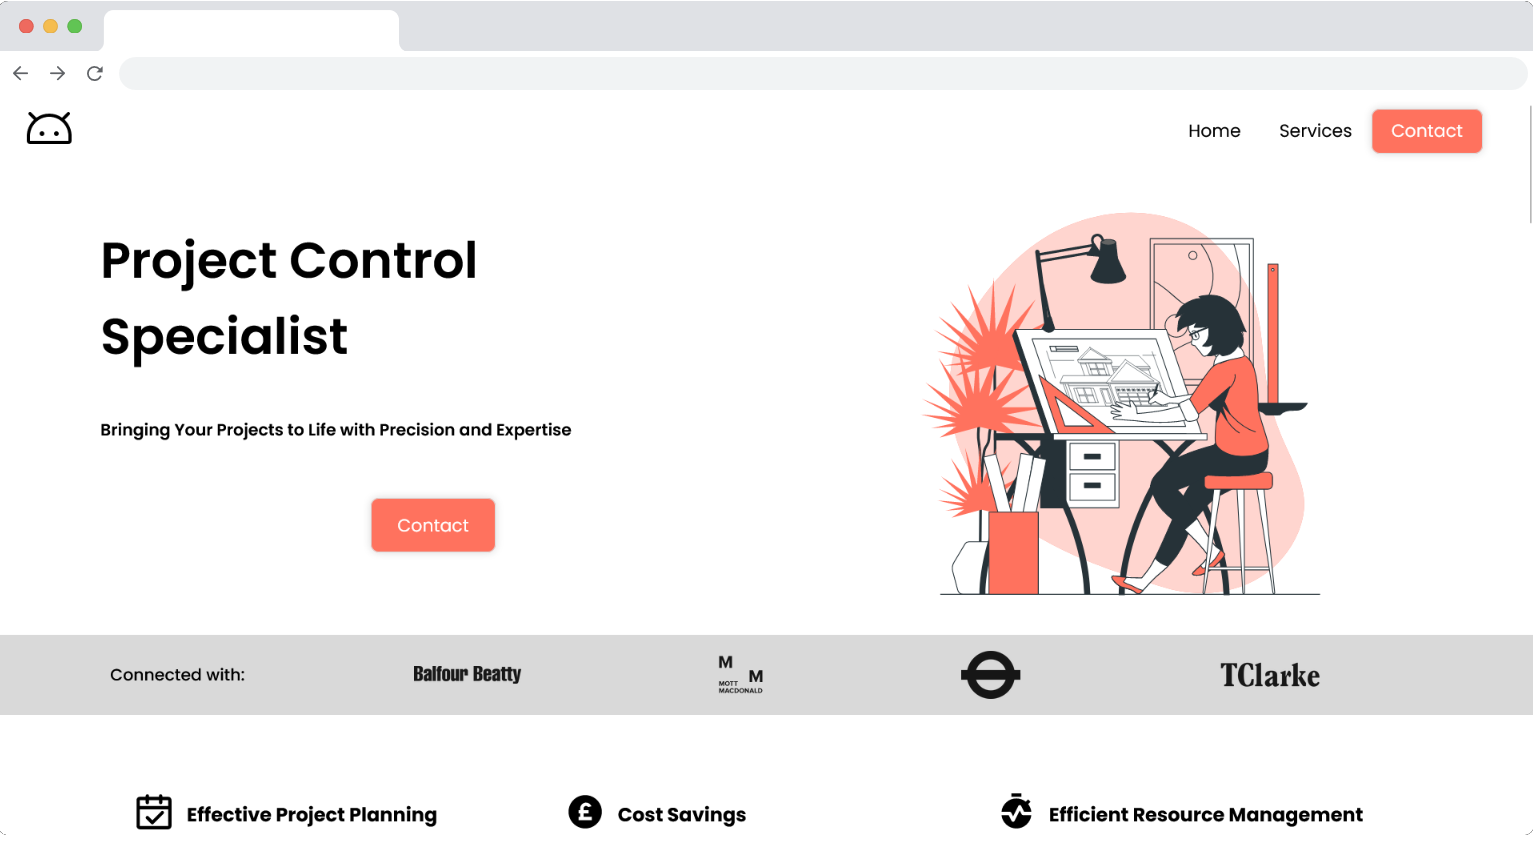 Home Services Contact
Project Control
Specialist
Bringing Your Projects to Life with Precision and Expertise
Contact
Connected with:
Balfour Beatty
M
M
MOTT
MACDONALD
TClarke
Effective Project Planning
£ Cost Savings
Efficient Resource Management